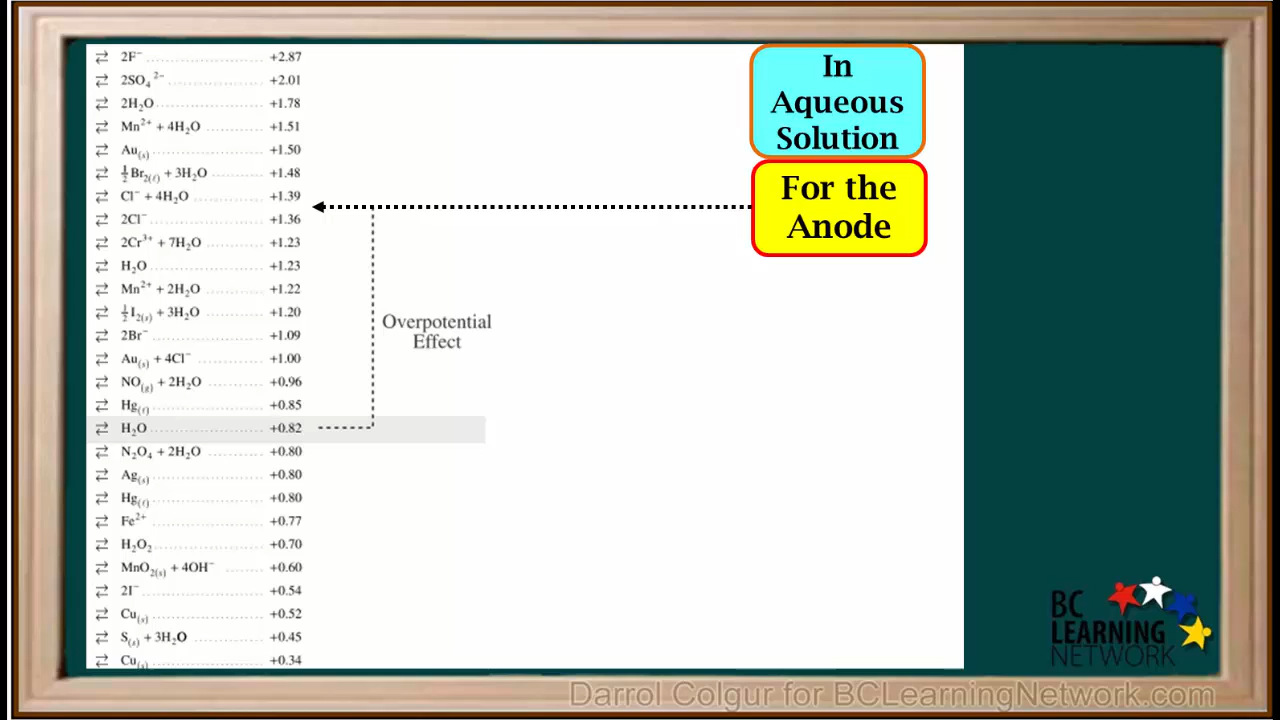 ⇄ 2F⁻ .................... +2.87
⇄ 2SO₄²⁻ .................... +2.01
⇄ 2H₂O .................... +1.78
⇄ Mn²⁺ + 4H₂O .................... +1.51
⇄ Au₍ₛ₎ .................... +1.50
⇄ ½Br₂₍ℓ₎ + 3H₂O .................... +1.48
⇄ Cl⁻ + 4H₂O .................... +1.39
⇄ 2Cl⁻ .................... +1.36
⇄ 2Cr³⁺ + 7H₂O .................... +1.23
⇄ H₂O .................... +1.23
⇄ Mn²⁺ + 2H₂O .................... +1.22
⇄ ½I₂₍ₛ₎ + 3H₂O .................... +1.20
⇄ 2Br⁻ .................... +1.09
⇄ Au₍ₛ₎ + 4Cl⁻ .................... +1.00
⇄ NO₍g₎ + 2H₂O .................... +0.96
⇄ Hg₍ℓ₎ .................... +0.85
⇄ H₂O .................... +0.82
⇄ N₂O₄ + 2H₂O .................... +0.80
⇄ Ag₍ₛ₎ .................... +0.80
⇄ Hg₍ℓ₎ .................... +0.80
⇄ Fe²⁺ .................... +0.77
⇄ H₂O₂ .................... +0.70
⇄ MnO₂₍ₛ₎ + 4OH⁻ .................... +0.60
⇄ 2I⁻ .................... +0.54
⇄ Cu₍ₛ₎ .................... +0.52
⇄ S₍ₛ₎ + 3H₂O .................... +0.45
⇄ Cu₍ₛ₎ .................... +0.34
Overpotential
Effect
In
Aqueous
Solution
For the
Anode
BC
LEARNING
NETWORK
Darrol Colgur for BCLearningNetwork.com